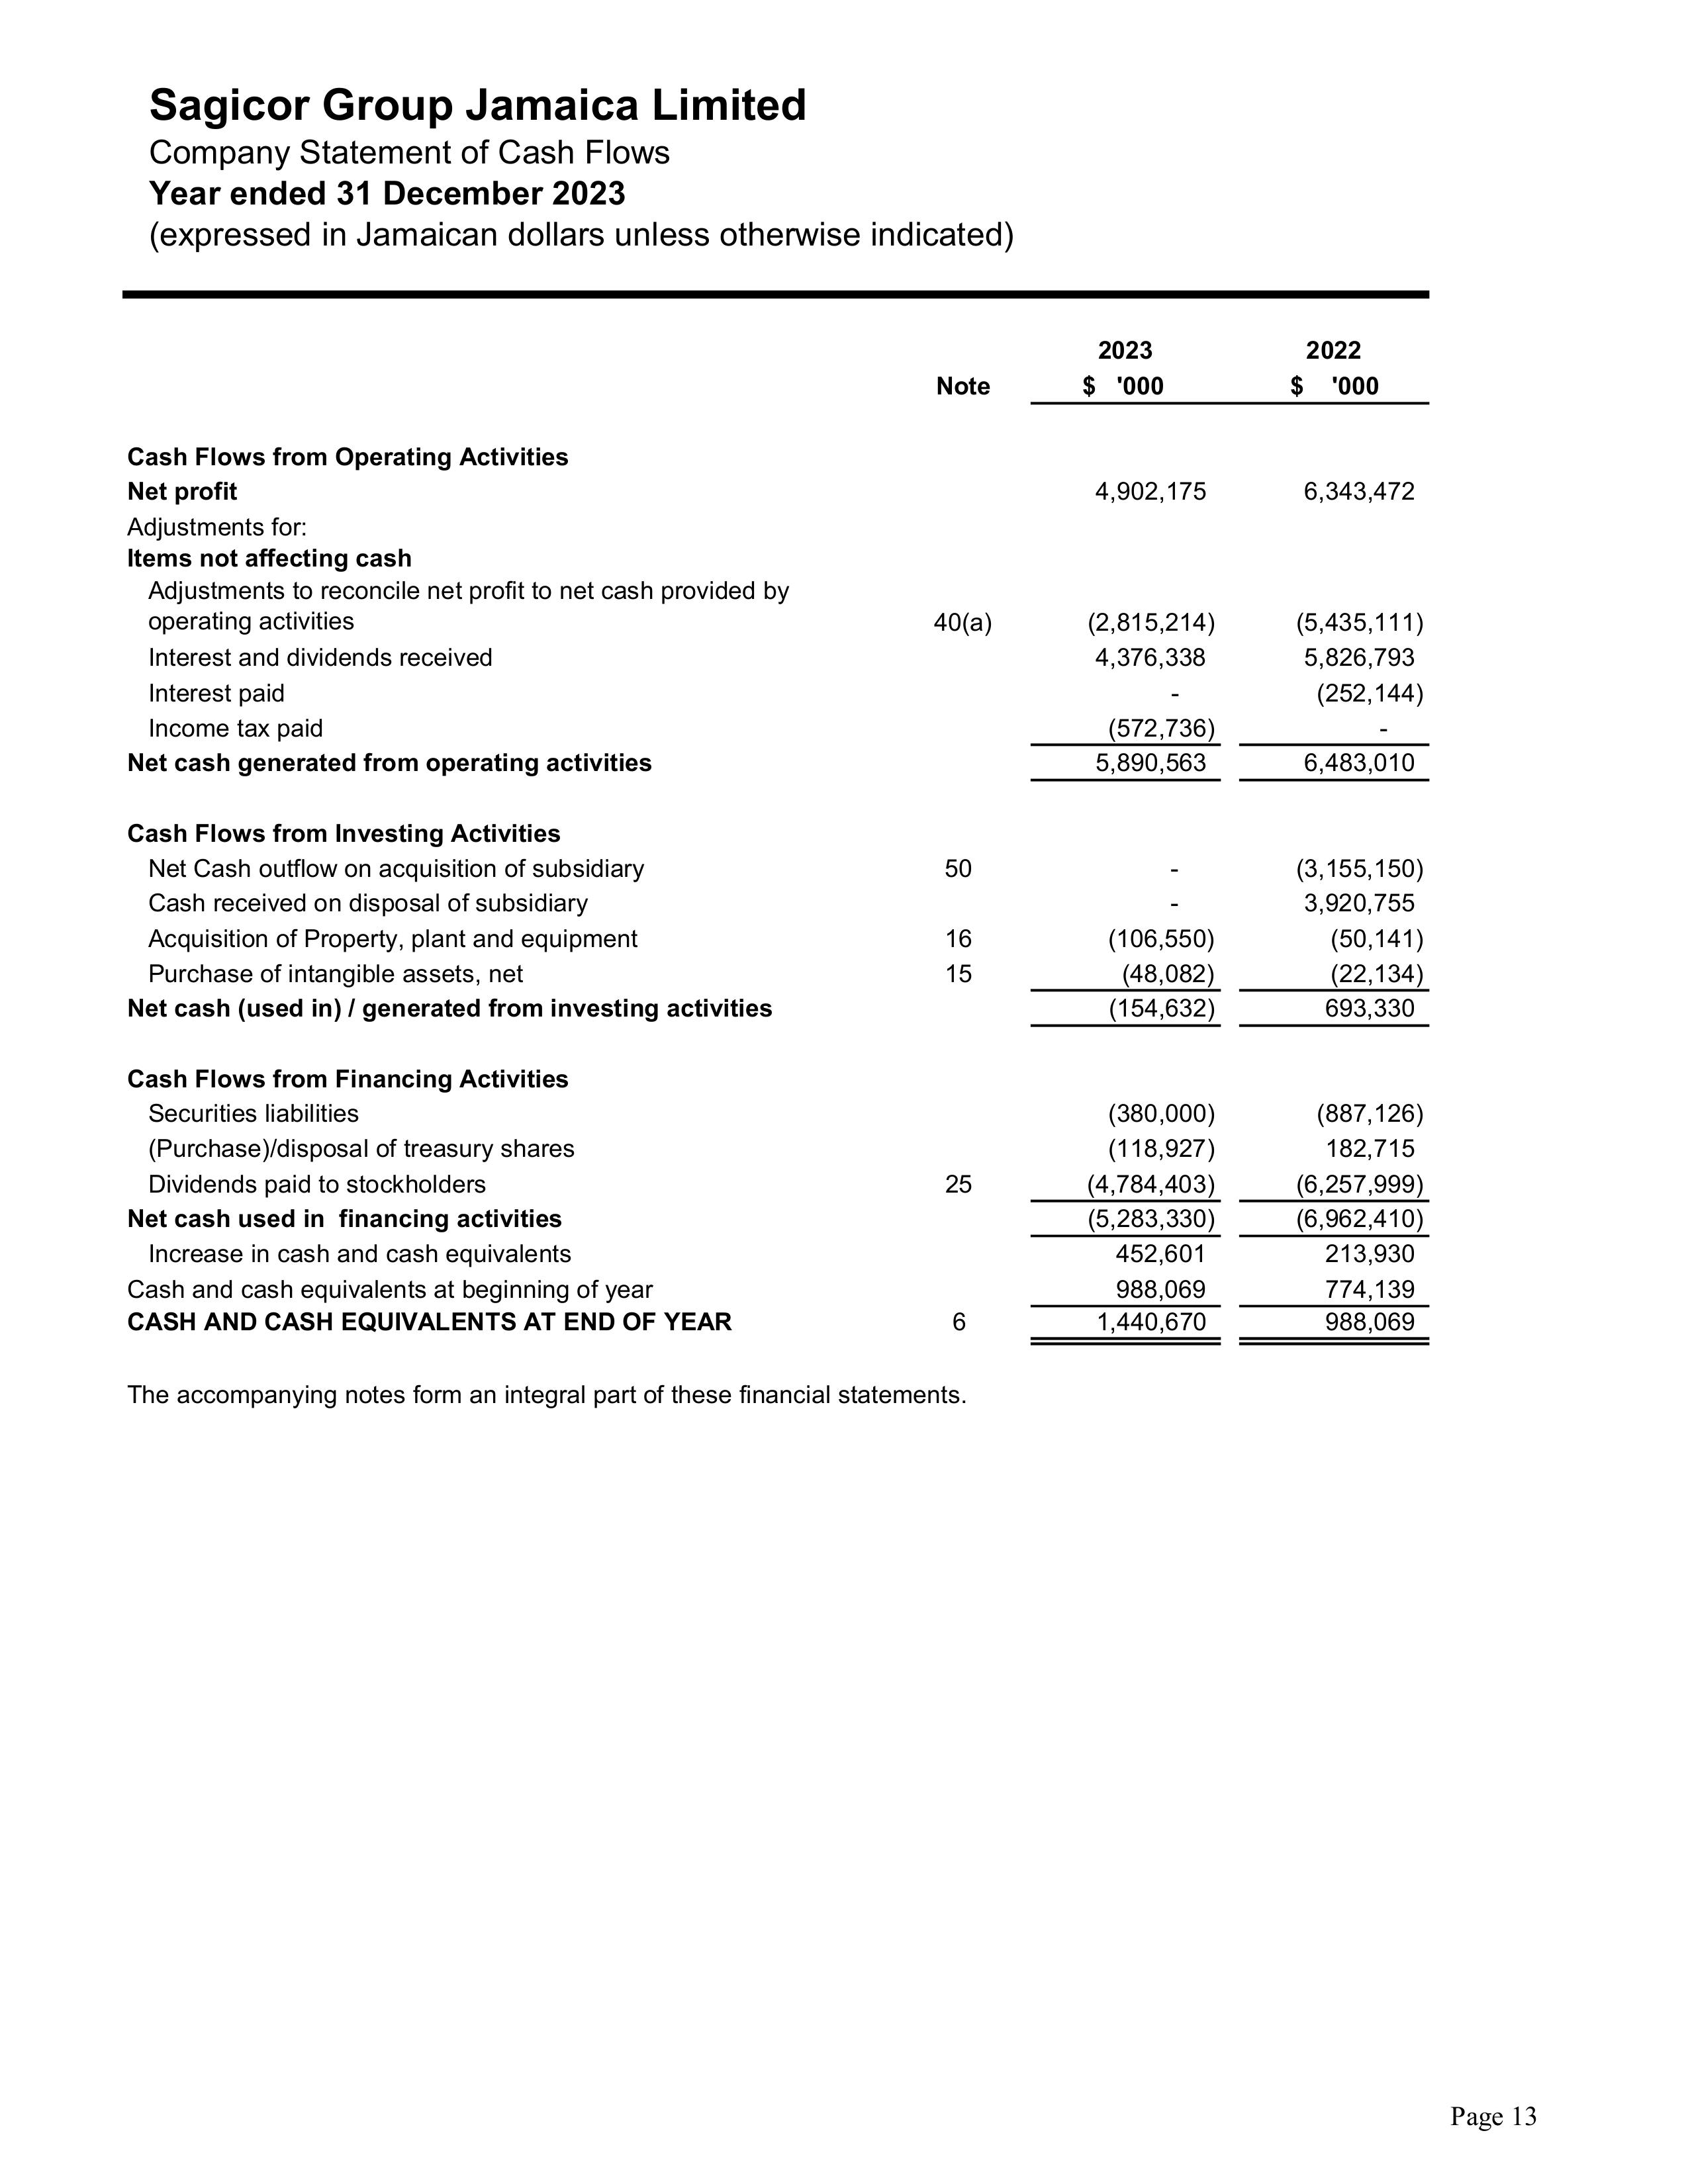 Sagicor Group Jamaica Limited
Company Statement of Cash Flows
Year ended 31 December 2023
(expressed in Jamaican dollars unless otherwise indicated)
2023 2022
Note $ '000 $ '000
Cash Flows from Operating Activities
Net profit 4,902,175 6,343,472
Adjustments for:
Items not affecting cash
Adjustments to reconcile net profit to net cash provided by
operating activities 40(a) (2,815,214) (5,435,111)
Interest and dividends received 4,376,338 5,826,793
Interest paid - (252,144)
Income tax paid (572,736) -
Net cash generated from operating activities 5,890,563 6,483,010
Cash Flows from Investing Activities
Net Cash outflow on acquisition of subsidiary 50 - (3,155,150)
Cash received on disposal of subsidiary - 3,920,755
Acquisition of Property, plant and equipment 16 (106,550) (50,141)
Purchase of intangible assets, net 15 (48,082) (22,134)
Net cash (used in) / generated from investing activities (154,632) 693,330
Cash Flows from Financing Activities
Securities liabilities (380,000) (887,126)
(Purchase)/disposal of treasury shares (118,927) 182,715
Dividends paid to stockholders 25 (4,784,403) (6,257,999)
Net cash used in financing activities (5,283,330) (6,962,410)
Increase in cash and cash equivalents 452,601 213,930
Cash and cash equivalents at beginning of year 988,069 774,139
CASH AND CASH EQUIVALENTS AT END OF YEAR 6 1,440,670 988,069
The accompanying notes form an integral part of these financial statements.
Page 13